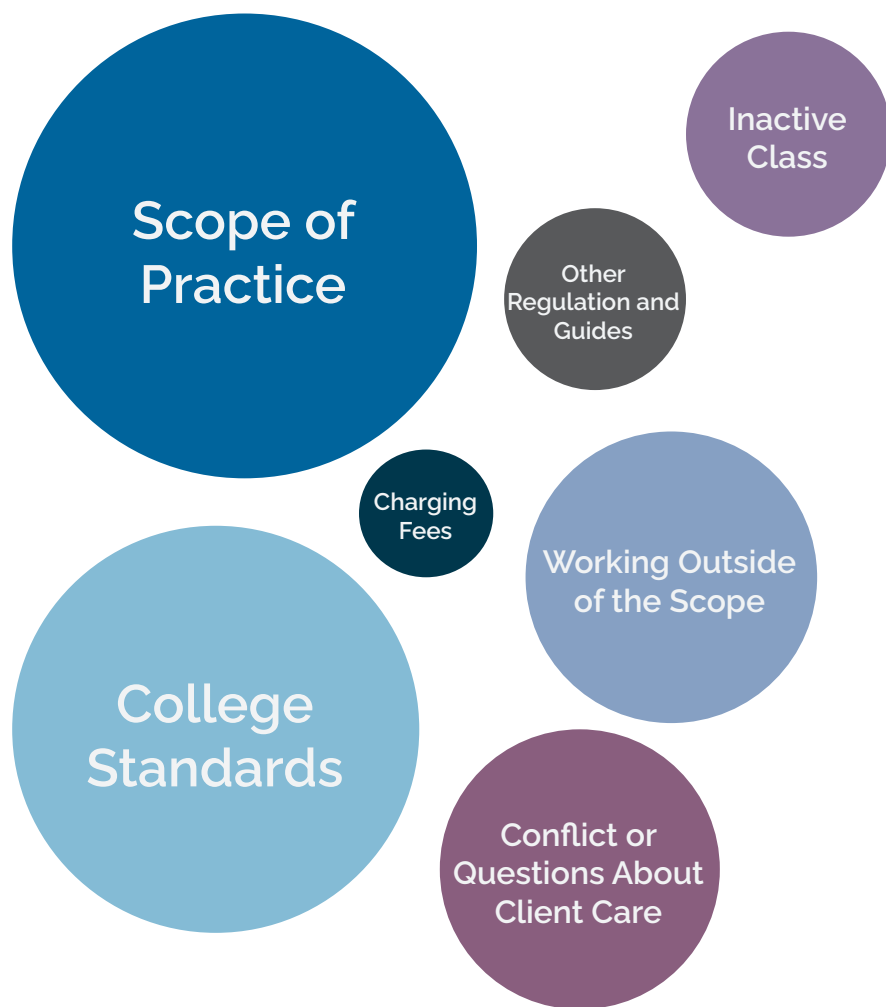 Scope of
Practice
Inactive
Class
Other
Regulation and
Guides
Charging
Fees
Working Outside
of the Scope
College
Standards
Conflict or
Questions About
Client Care